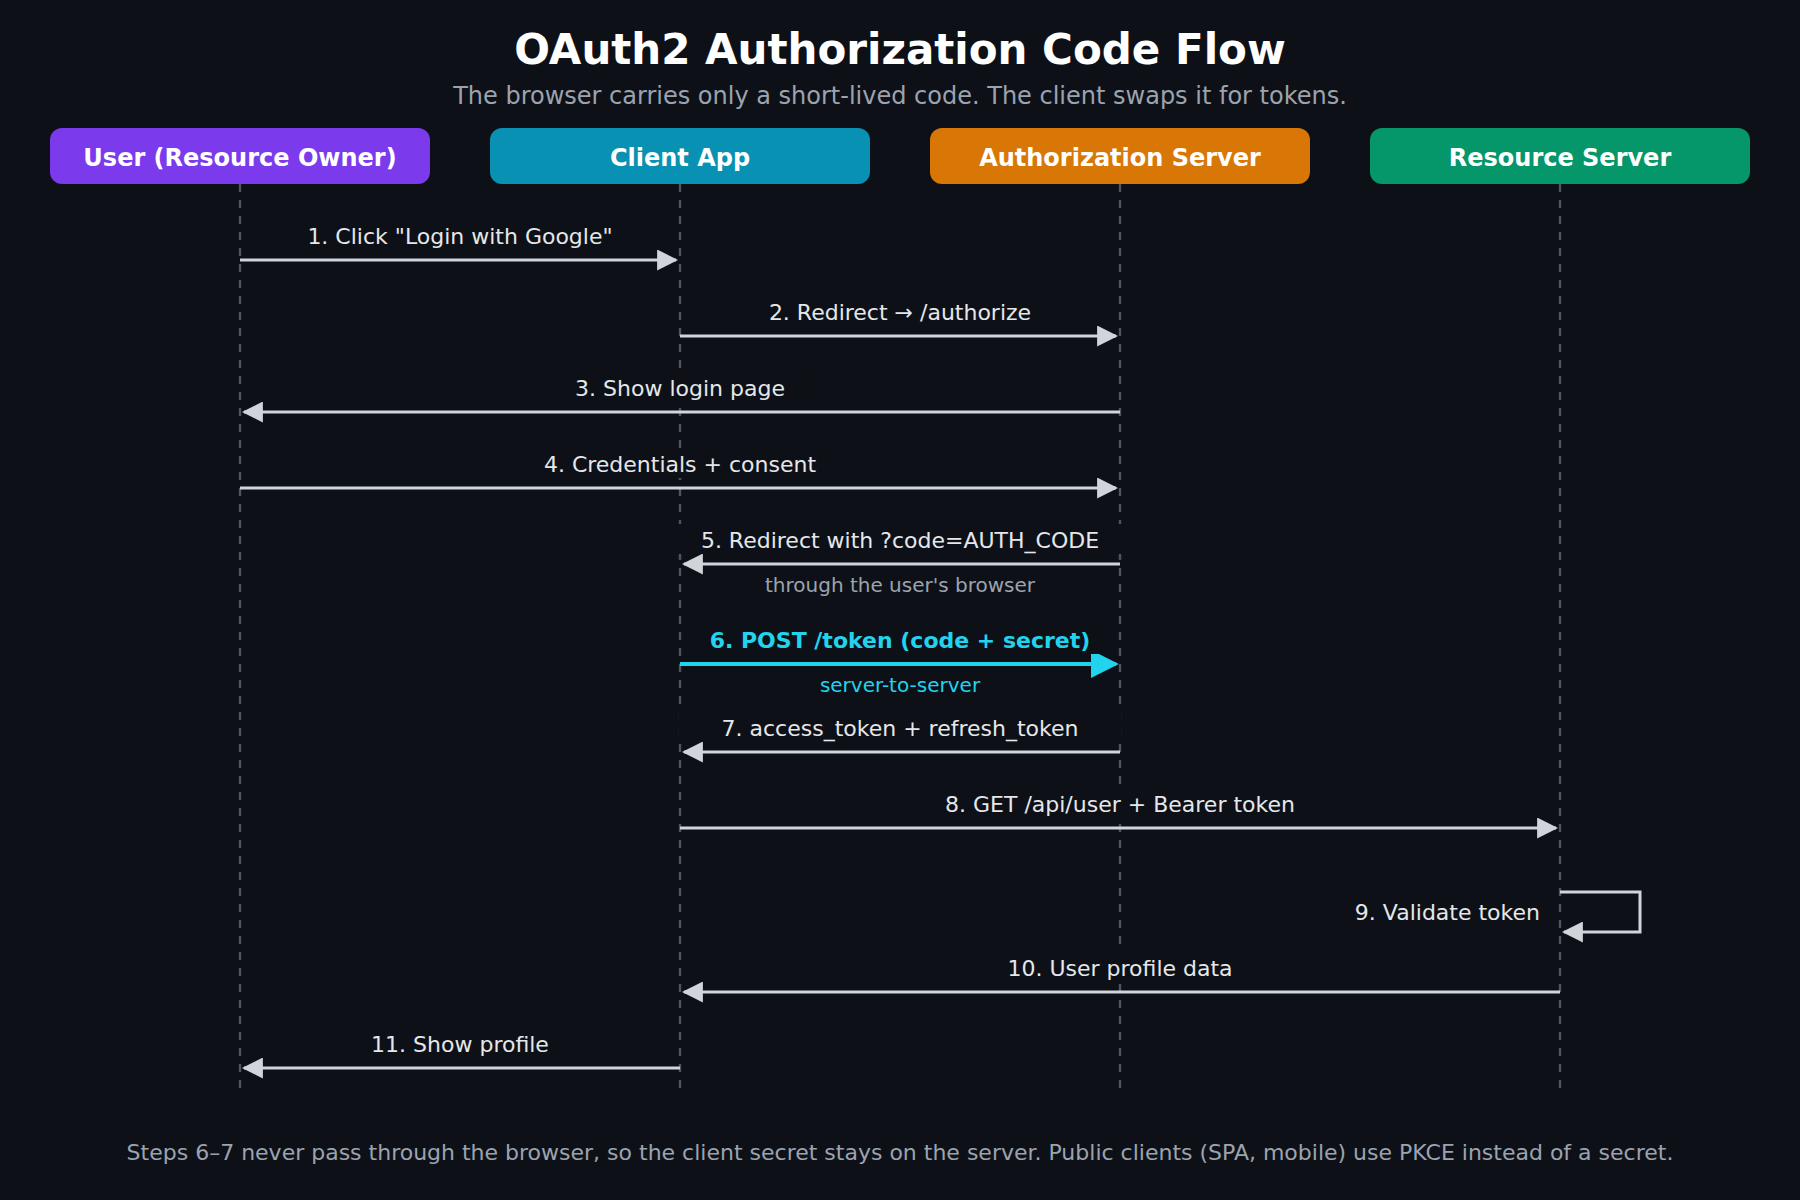 OAuth2 Authorization Code Flow
The browser carries only a short-lived code. The client swaps it for tokens.
User (Resource Owner)
Client App
Authorization Server
Resource Server
1. Click "Login with Google"
2. Redirect → /authorize
3. Show login page
4. Credentials + consent
5. Redirect with ?code=AUTH_CODE
through the user's browser
6. POST /token (code + secret)
server-to-server
7. access_token + refresh_token
8. GET /api/user + Bearer token
9. Validate token
10. User profile data
11. Show profile
Steps 6–7 never pass through the browser, so the client secret stays on the server. Public clients (SPA, mobile) use PKCE instead of a secret.